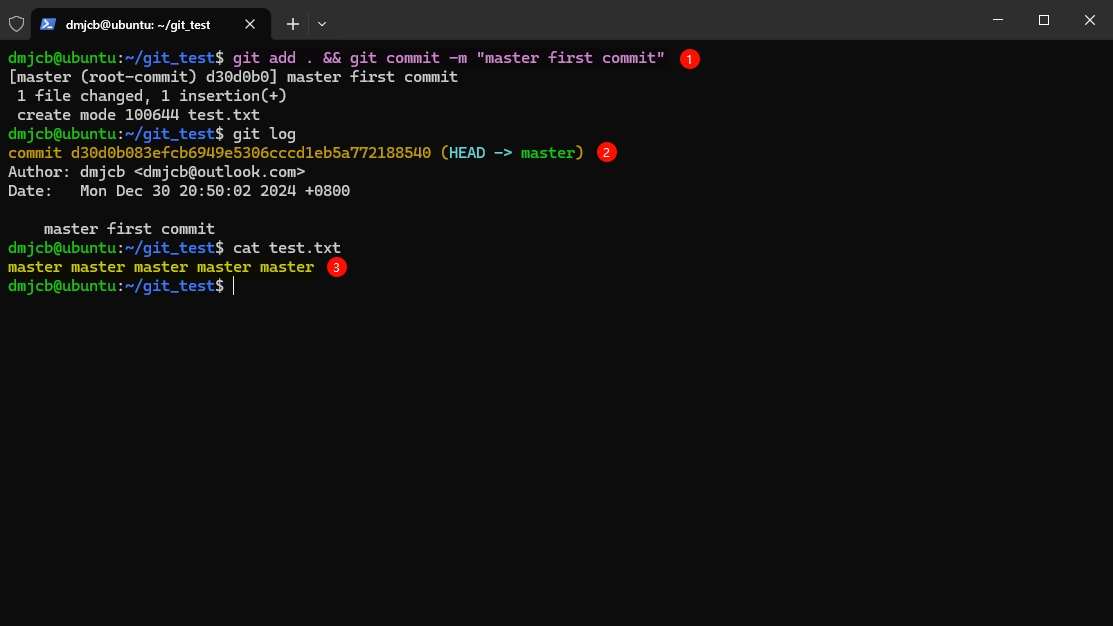 dmjcb@ubuntu: ~/git_test
dmjcb@ubuntu:~/git_test$ git add . && git commit -m "master first commit" 1
[master (root-commit) d30d0b0] master first commit
 1 file changed, 1 insertion(+)
 create mode 100644 test.txt
dmjcb@ubuntu:~/git_test$ git log
commit d30d0b083efcb6949e5306cccd1eb5a772188540 (HEAD -> master) 2
Author: dmjcb <dmjcb@outlook.com>
Date:   Mon Dec 30 20:50:02 2024 +0800
    master first commit
dmjcb@ubuntu:~/git_test$ cat test.txt
master master master master master 3
dmjcb@ubuntu:~/git_test$